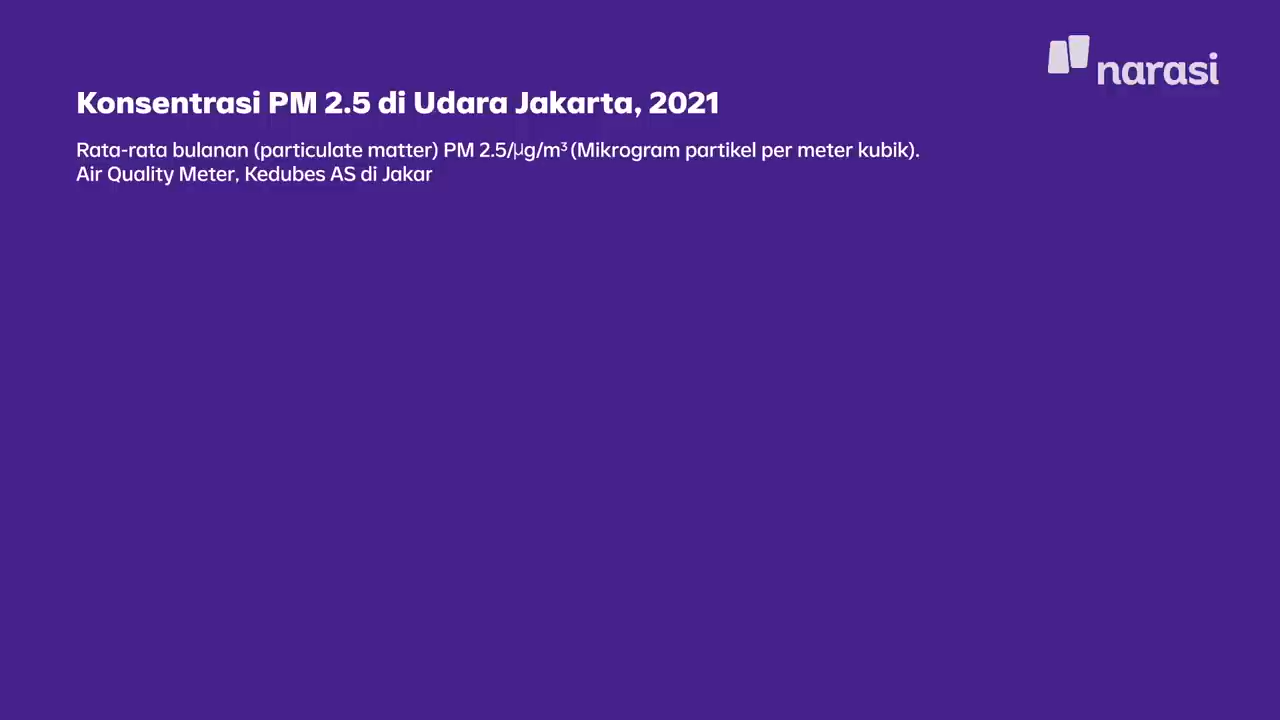 narasi
Konsentrasi PM 2.5 di Udara Jakarta, 2021
Rata-rata bulanan (particulate matter) PM 2.5/μg/m³ (Mikrogram partikel per meter kubik).
Air Quality Meter, Kedubes AS di Jakar